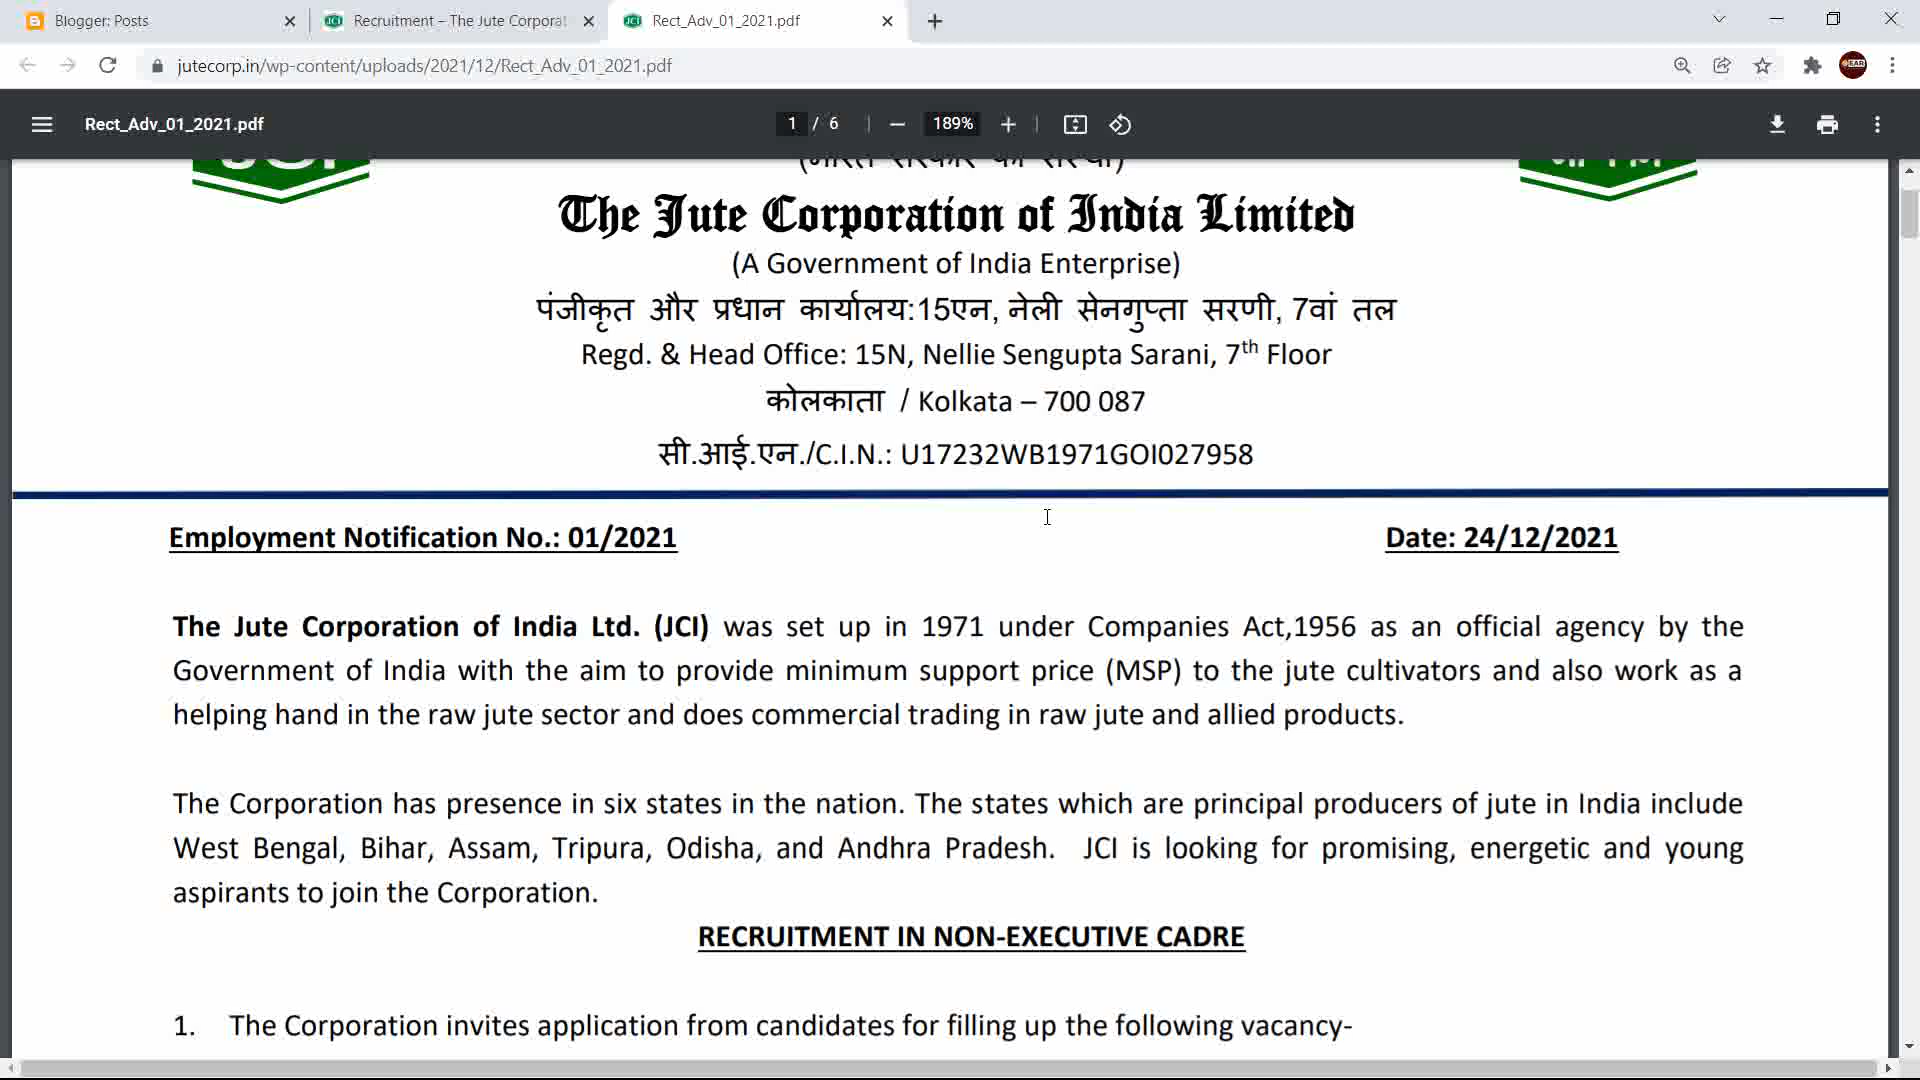 Blogger: Posts
Recruitment – The Jute Corporat
Rect_Adv_01_2021.pdf
jutecorp.in/wp-content/uploads/2021/12/Rect_Adv_01_2021.pdf
Rect_Adv_01_2021.pdf
1 / 6
189%
(भारत सरकार की संस्था)
The Jute Corporation of India Limited
(A Government of India Enterprise)
पंजीकृत और प्रधान कार्यालय:15एन, नेली सेनगुप्ता सरणी, 7वां तल
Regd. & Head Office: 15N, Nellie Sengupta Sarani, 7th Floor
कोलकाता / Kolkata – 700 087
सी.आई.एन./C.I.N.: U17232WB1971GOI027958
Employment Notification No.: 01/2021
Date: 24/12/2021
The Jute Corporation of India Ltd. (JCI) was set up in 1971 under Companies Act,1956 as an official agency by the
Government of India with the aim to provide minimum support price (MSP) to the jute cultivators and also work as a
helping hand in the raw jute sector and does commercial trading in raw jute and allied products.
The Corporation has presence in six states in the nation. The states which are principal producers of jute in India include
West Bengal, Bihar, Assam, Tripura, Odisha, and Andhra Pradesh. JCI is looking for promising, energetic and young
aspirants to join the Corporation.
RECRUITMENT IN NON-EXECUTIVE CADRE
1. The Corporation invites application from candidates for filling up the following vacancy-